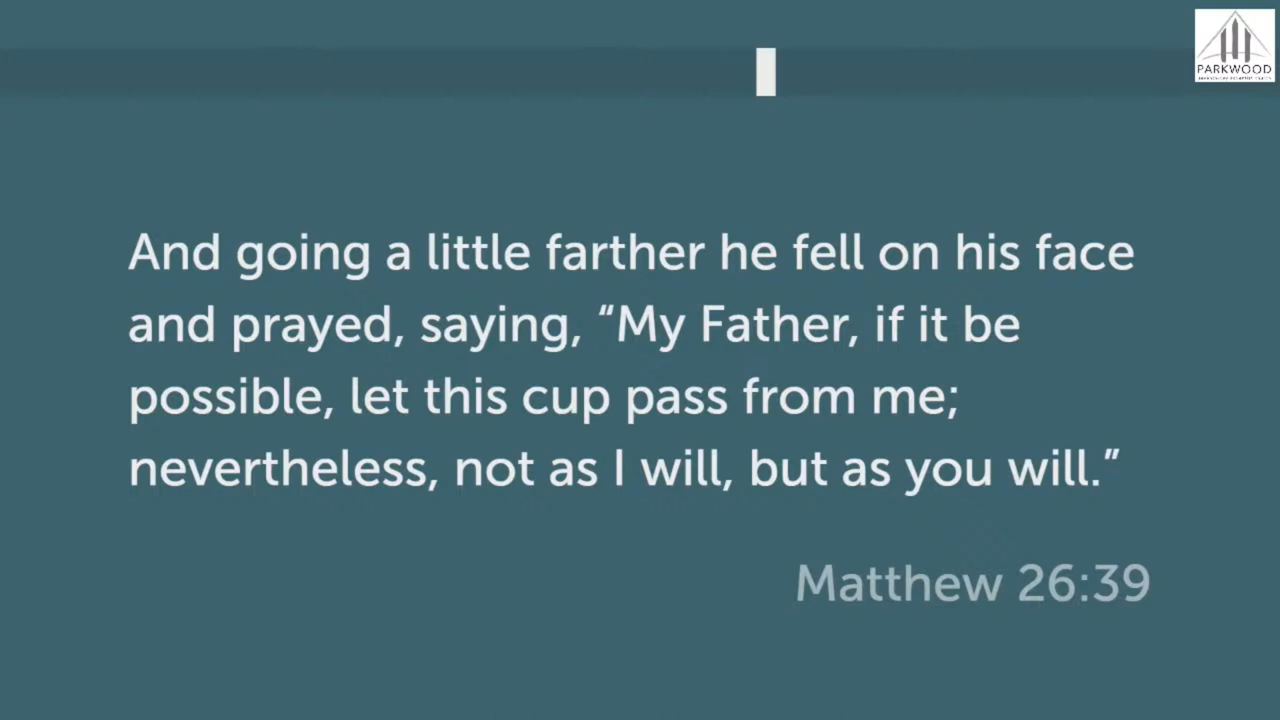 PARKWOOD
And going a little farther he fell on his face
and prayed, saying, “My Father, if it be
possible, let this cup pass from me;
nevertheless, not as I will, but as you will.”
Matthew 26:39